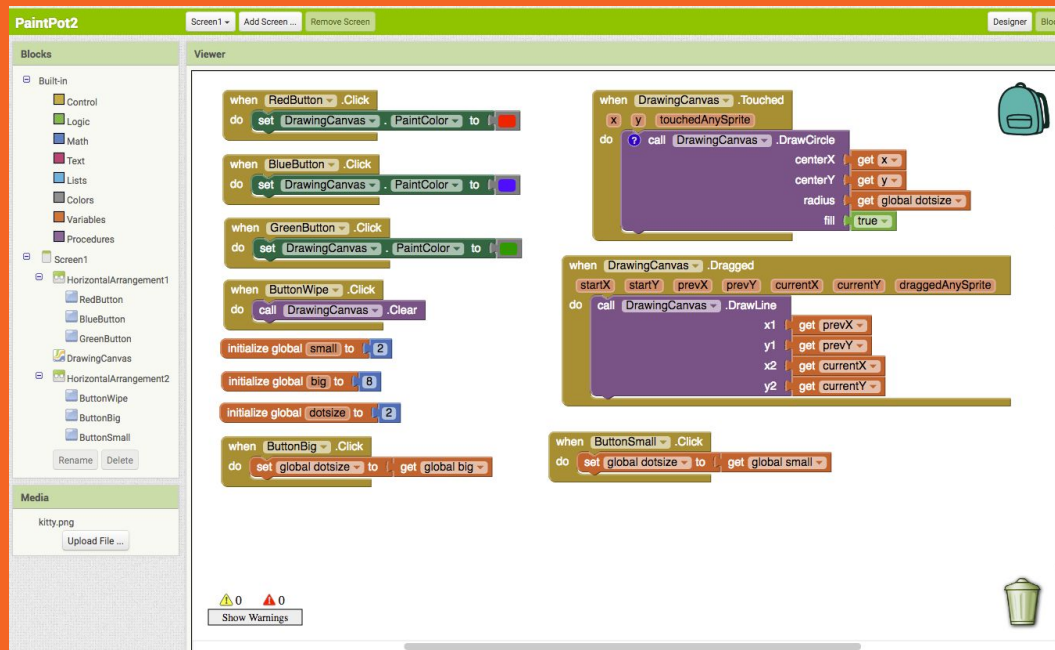 PaintPot2
Screen1
Add Screen ...
Remove Screen
Designer
Blocks
Viewer
Built-in
Control
Logic
Math
Text
Lists
Colors
Variables
Procedures
Screen1
HorizontalArrangement1
RedButton
BlueButton
GreenButton
DrawingCanvas
HorizontalArrangement2
ButtonWipe
ButtonBig
ButtonSmall
Rename
Delete
Media
kitty.png
Upload File ...
when RedButton .Click
do set DrawingCanvas . PaintColor to
when BlueButton .Click
do set DrawingCanvas . PaintColor to
when GreenButton .Click
do set DrawingCanvas . PaintColor to
when ButtonWipe .Click
do call DrawingCanvas .Clear
initialize global small to 2
initialize global big to 8
initialize global dotsize to 2
when ButtonBig .Click
do set global dotsize to get global big
when DrawingCanvas .Touched
x y touchedAnySprite
do ? call DrawingCanvas .DrawCircle
centerX get x
centerY get y
radius get global dotsize
fill true
when DrawingCanvas .Dragged
startX startY prevX prevY currentX currentY draggedAnySprite
do call DrawingCanvas .DrawLine
x1 get prevX
y1 get prevY
x2 get currentX
y2 get currentY
when ButtonSmall .Click
do set global dotsize to get global small
0 0
Show Warnings